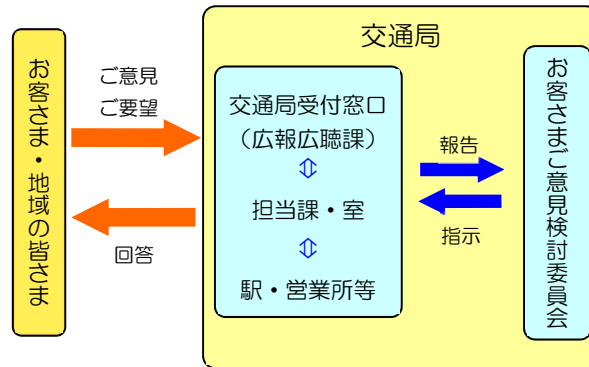 お客さま・地域の皆さま
ご意見
ご要望
回答
交通局
交通局受付窓口
（広報広聴課）
⇕
担当課・室
⇕
駅・営業所等
報告
指示
お客さまご意見検討委員会